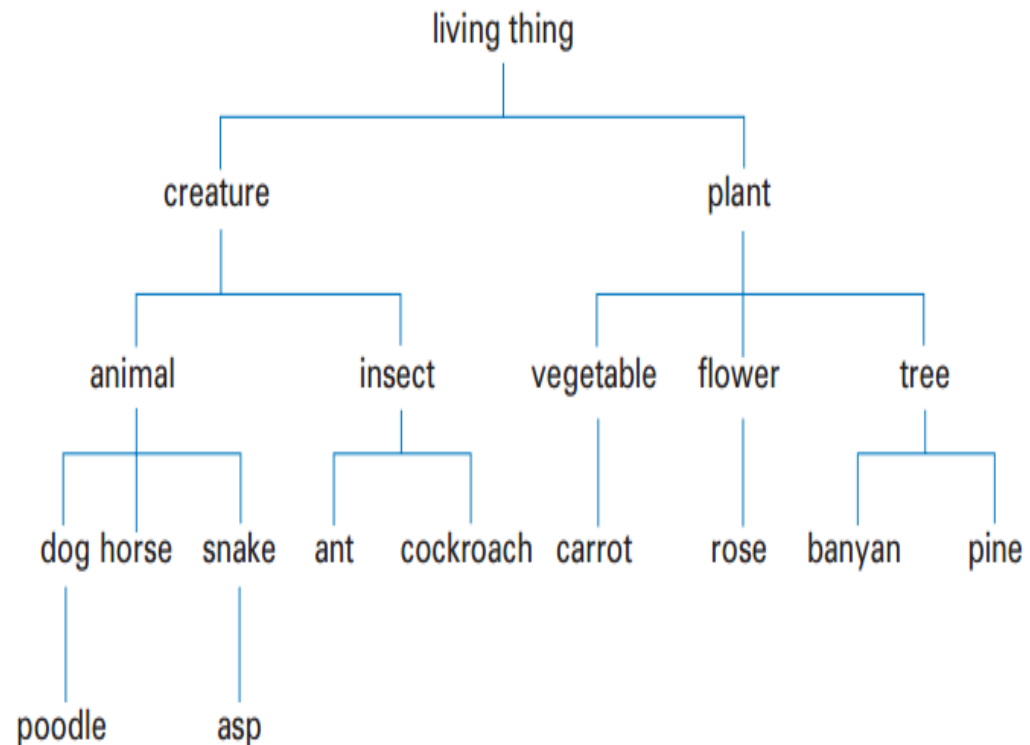 living thing
creature plant
animal insect vegetable flower tree
dog horse snake ant cockroach carrot rose banyan pine
poodle asp